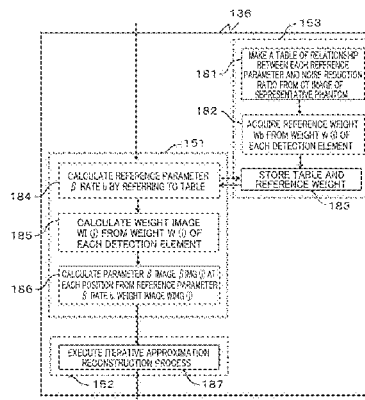 136
153
181
MAKE A TABLE OF RELATIONSHIP
BETWEEN EACH REFERENCE
PARAMETER AND NOISE REDUCTION
RATIO FROM CT IMAGE OF
REPRESENTATIVE PHANTOM
182
ACQUIRE REFERENCE WEIGHT
Wb FROM WEIGHT W (i) OF
EACH DETECTION ELEMENT
STORE TABLE AND
REFERENCE WEIGHT
183
151
184
CALCULATE REFERENCE PARAMETER
β RATE b BY REFERRING TO TABLE
185
CALCULATE WEIGHT IMAGE
WI (j) FROM WEIGHT W (i) OF
EACH DETECTION ELEMENT
186
CALCULATE PARAMETER β IMAGE βIMG (j) AT
EACH POSITION FROM REFERENCE PARAMETER
β RATE b, WEIGHT IMAGE WIMG (j)
EXECUTE ITERATIVE APPROXIMATION
RECONSTRUCTION PROCESS
152
187